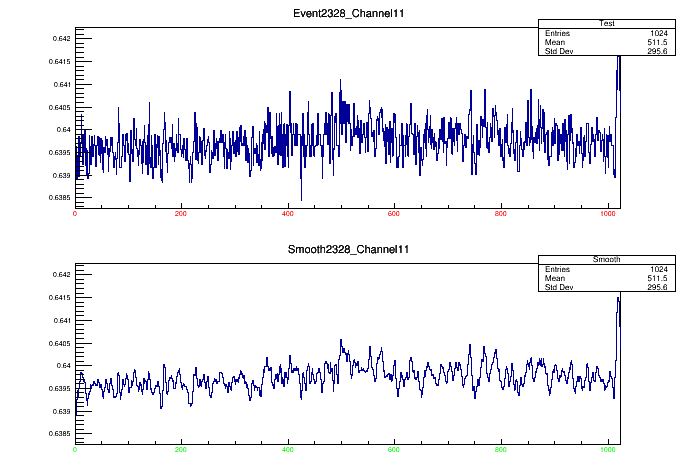 Event2328_Channel11
Test
Entries 1024
Mean 511.5
Std Dev 295.6
0.642
0.6415
0.641
0.6405
0.64
0.6395
0.639
0.6385
0 200 400 600 800 1000
Smooth2328_Channel11
Smooth
Entries 1024
Mean 511.5
Std Dev 295.6
0.642
0.6415
0.641
0.6405
0.64
0.6395
0.639
0.6385
0 200 400 600 800 1000